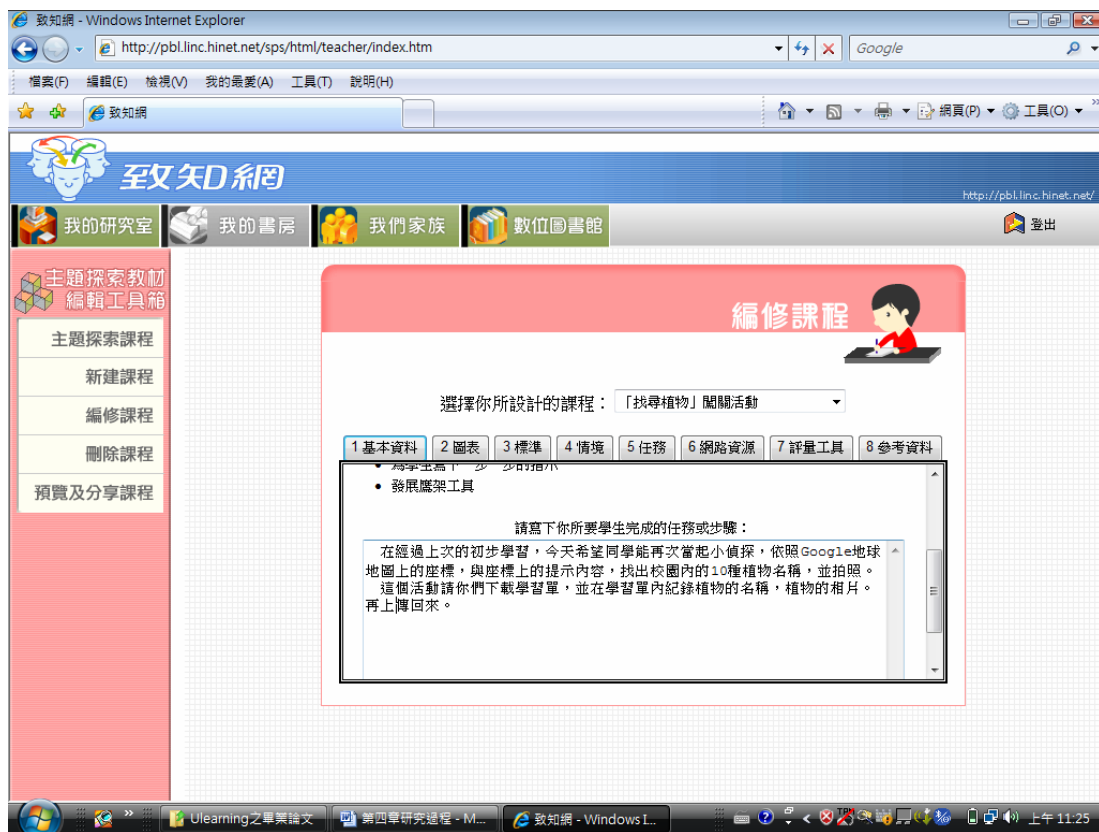 致知網 - Windows Internet Explorer
http://pbl.linc.hinet.net/sps/html/teacher/index.htm
Google
檔案(F) 編輯(E) 檢視(V) 我的最愛(A) 工具(T) 說明(H)
致知網
網頁(P) 工具(O)
致知網
http://pbl.linc.hinet.net/
我的研究室 我的書房 我們家族 數位圖書館 登出
主題探索教材
編輯工具箱
主題探索課程
新建課程
編修課程
刪除課程
預覽及分享課程
編修課程
選擇你所設計的課程：「找尋植物」闖關活動
1 基本資料 2 圖表 3 標準 4 情境 5 任務 6 網路資源 7 評量工具 8 參考資料
• 發展鷹架工具
請寫下你所要學生完成的任務或步驟：
在經過上次的初步學習，今天希望同學能再次當起小偵探，依照Google地球
地圖上的座標，與座標上的提示內容，找出校園內的10種植物名稱，並拍照。
這個活動請你們下載學習單，並在學習單內紀錄植物的名稱，植物的相片。
再上傳回來。
Ulearning之畢業論文 第四章研究過程 - M... 致知網 - Windows I... 上午 11:25